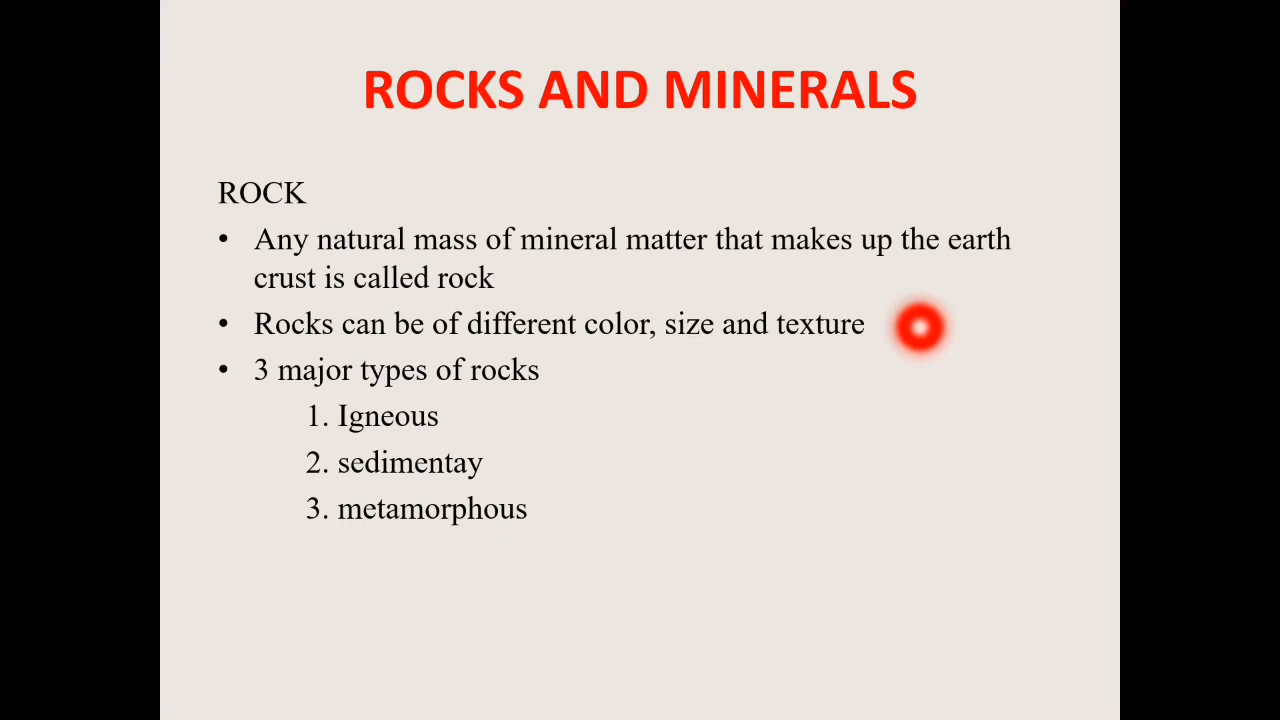 ROCKS AND MINERALS
ROCK
• Any natural mass of mineral matter that makes up the earth
crust is called rock
• Rocks can be of different color, size and texture
• 3 major types of rocks
1. Igneous
2. sedimentay
3. metamorphous